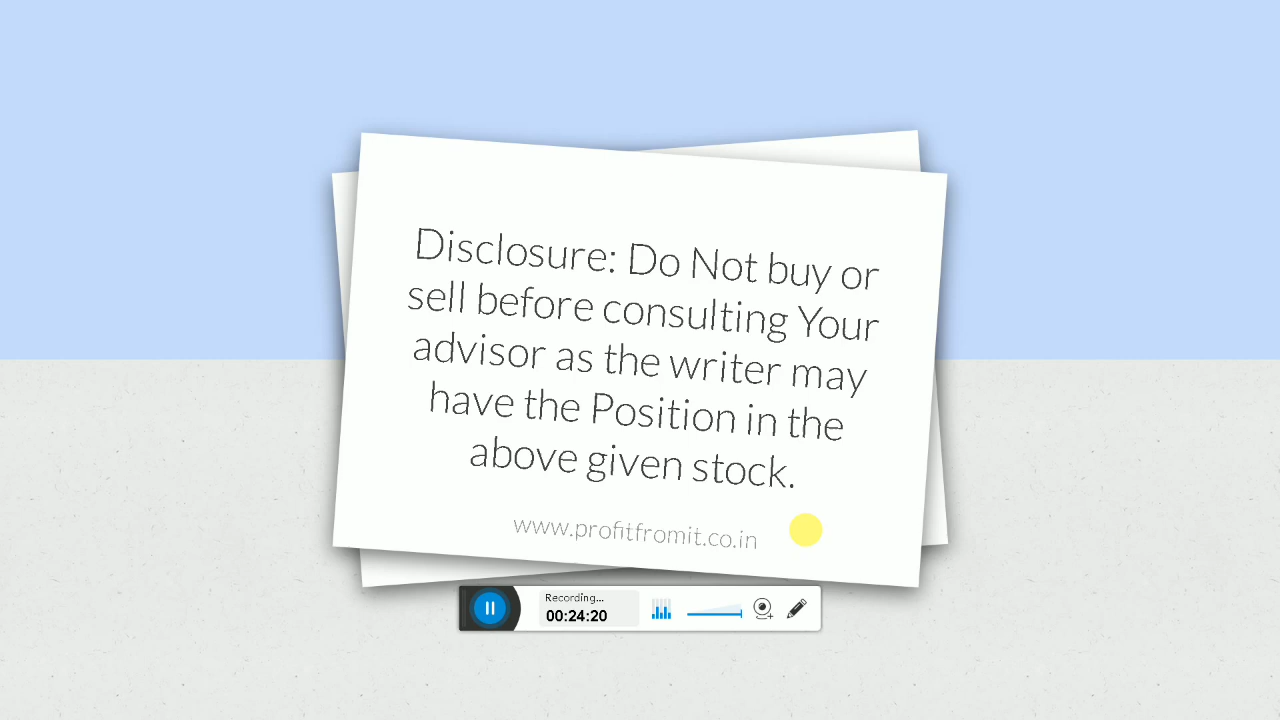 Disclosure: Do Not buy or
sell before consulting Your
advisor as the writer may
have the Position in the
above given stock.
www.profitfromit.co.in
Recording...
00:24:20